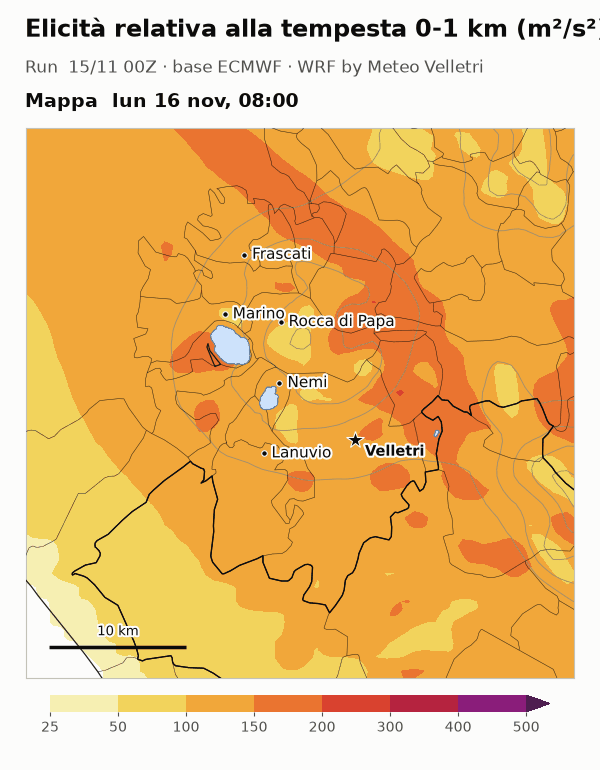 Elicità relativa alla tempesta 0-1 km (m²/s²)
Run  15/11 00Z · base ECMWF · WRF by Meteo Velletri
Mappa  lun 16 nov, 08:00
Frascati
Marino
Rocca di Papa
Nemi
Velletri
Lanuvio
10 km
25 50 100 150 200 300 400 500